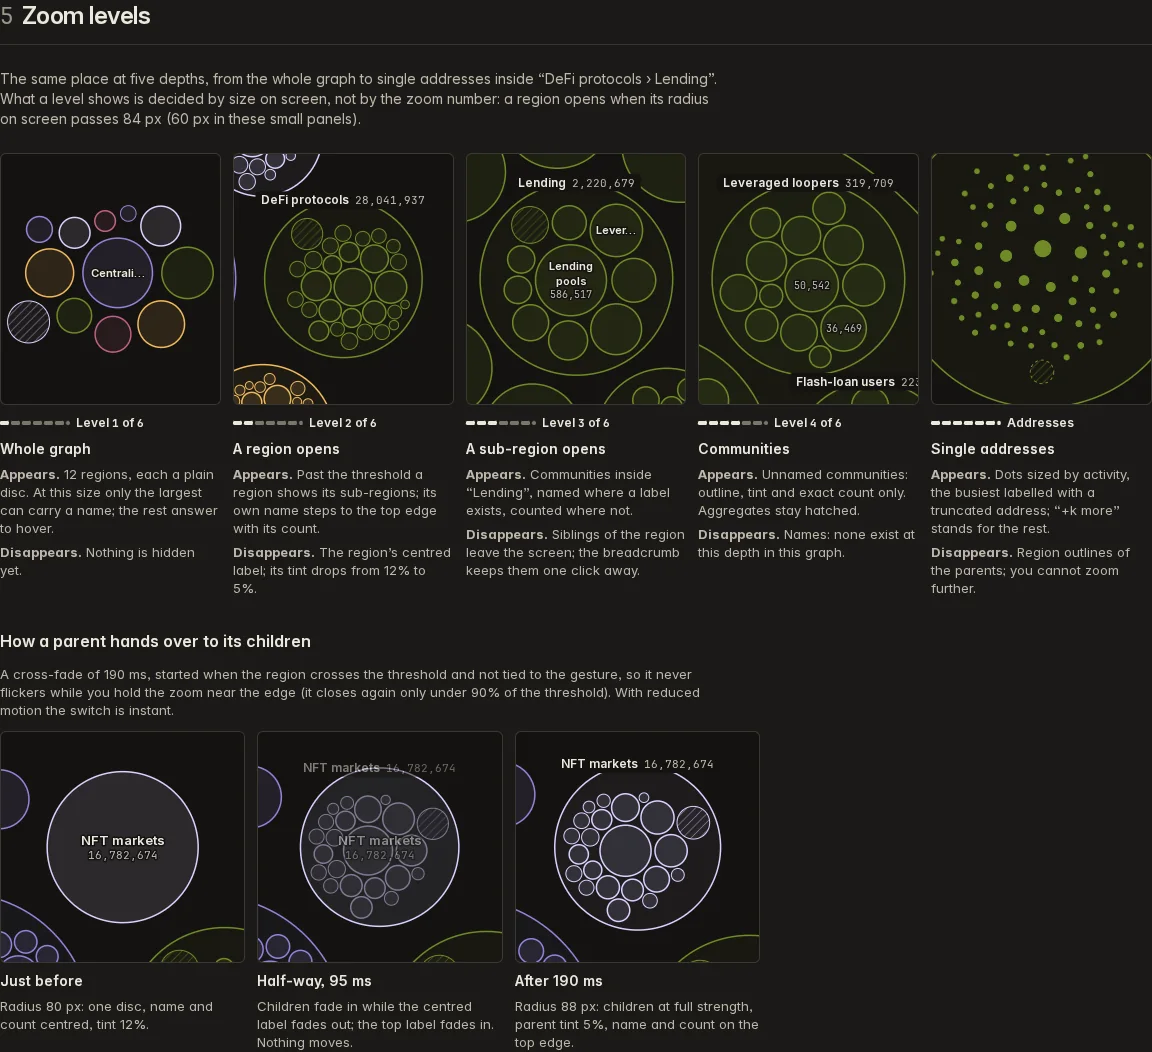 5 Zoom levels
The same place at five depths, from the whole graph to single addresses inside “DeFi protocols › Lending”.
What a level shows is decided by size on screen, not by the zoom number: a region opens when its radius
on screen passes 84 px (60 px in these small panels).
Centrali…
DeFi protocols 28,041,937
Lending 2,220,679
Lever…
Lending
pools
586,517
Leveraged loopers 319,709
50,542
36,469
Flash-loan users 223
Level 1 of 6
Whole graph
Appears. 12 regions, each a plain
disc. At this size only the largest
can carry a name; the rest answer
to hover.
Disappears. Nothing is hidden
yet.
Level 2 of 6
A region opens
Appears. Past the threshold a
region shows its sub-regions; its
own name steps to the top edge
with its count.
Disappears. The region’s centred
label; its tint drops from 12% to
5%.
Level 3 of 6
A sub-region opens
Appears. Communities inside
“Lending”, named where a label
exists, counted where not.
Disappears. Siblings of the region
leave the screen; the breadcrumb
keeps them one click away.
Level 4 of 6
Communities
Appears. Unnamed communities:
outline, tint and exact count only.
Aggregates stay hatched.
Disappears. Names: none exist at
this depth in this graph.
Addresses
Single addresses
Appears. Dots sized by activity,
the busiest labelled with a
truncated address; “+k more”
stands for the rest.
Disappears. Region outlines of
the parents; you cannot zoom
further.
How a parent hands over to its children
A cross-fade of 190 ms, started when the region crosses the threshold and not tied to the gesture, so it never
flickers while you hold the zoom near the edge (it closes again only under 90% of the threshold). With reduced
motion the switch is instant.
NFT markets
16,782,674
NFT markets 16,782,674
NFT markets
16,782,674
NFT markets 16,782,674
Just before
Radius 80 px: one disc, name and
count centred, tint 12%.
Half-way, 95 ms
Children fade in while the centred
label fades out; the top label fades in.
Nothing moves.
After 190 ms
Radius 88 px: children at full strength,
parent tint 5%, name and count on the
top edge.